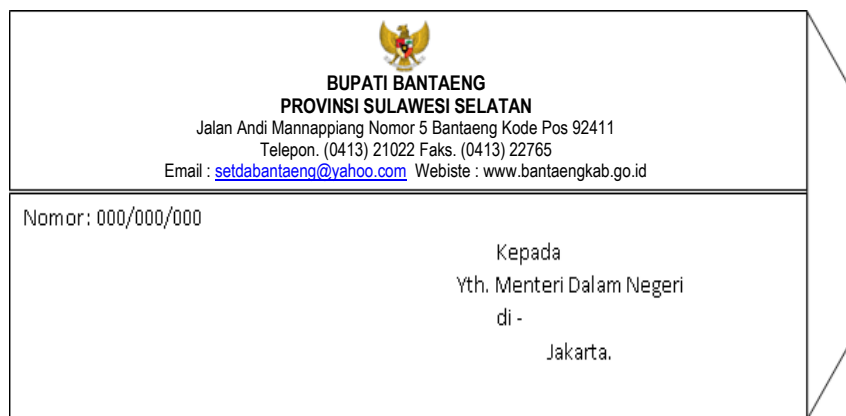 BUPATI BANTAENG
PROVINSI SULAWESI SELATAN
Jalan Andi Mannappiang Nomor 5 Bantaeng Kode Pos 92411
Telepon. (0413) 21022 Faks. (0413) 22765
Email : setdabantaeng@yahoo.com Webiste : www.bantaengkab.go.id
Nomor: 000/000/000
Kepada
Yth. Menteri Dalam Negeri
di -
Jakarta.